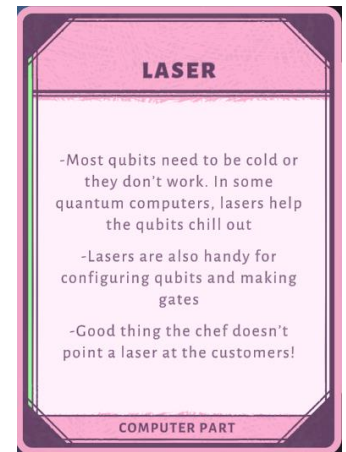 LASER
-Most qubits need to be cold or
they don't work. In some
quantum computers, lasers help
the qubits chill out
-Lasers are also handy for
configuring qubits and making
gates
-Good thing the chef doesn't
point a laser at the customers!
COMPUTER PART